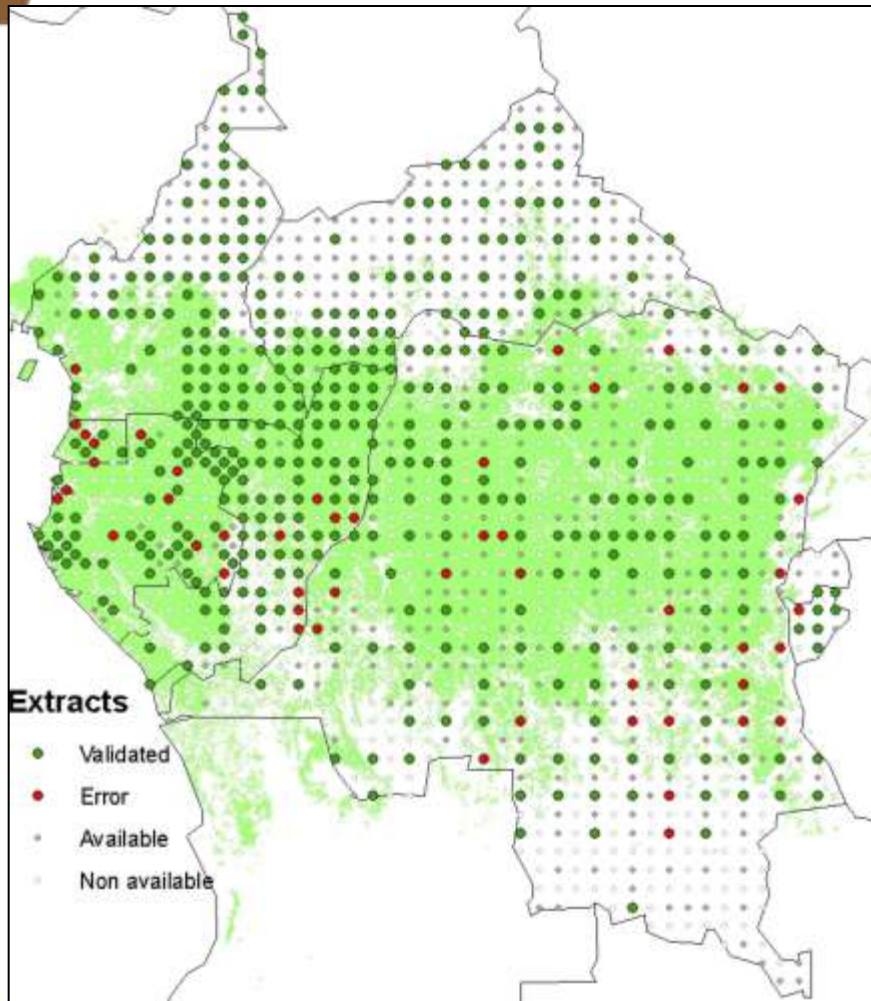 Extracts
Validated
Error
Available
Non available